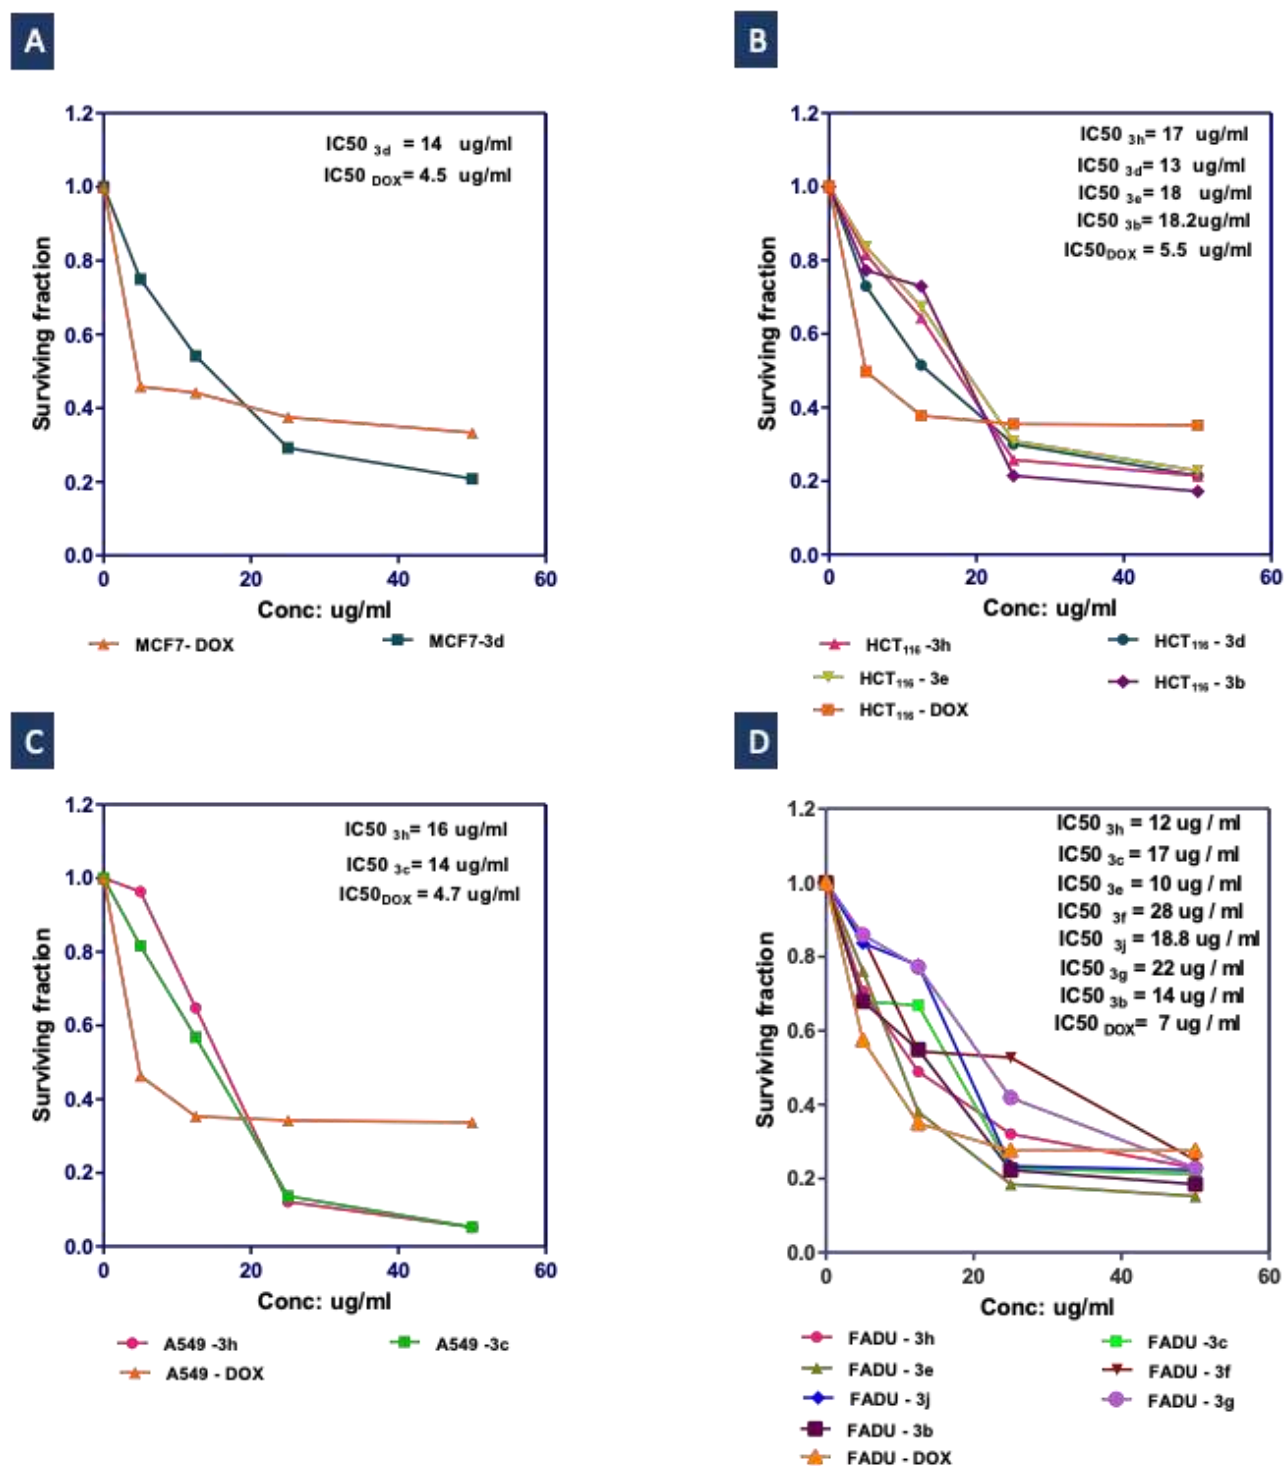 A
1.2
1.0
0.8
0.6
0.4
0.2
0.0
0 20 40 60
Surviving fraction
Conc: ug/ml
IC50 3d = 14 ug/ml
IC50 DOX= 4.5 ug/ml
MCF7- DOX
MCF7-3d
B
1.2
1.0
0.8
0.6
0.4
0.2
0.0
0 20 40 60
Surviving fraction
Conc: ug/ml
IC50 3h= 17 ug/ml
IC50 3d= 13 ug/ml
IC50 3e= 18 ug/ml
IC50 3b= 18.2ug/ml
IC50DOX = 5.5 ug/ml
HCT116 -3h
HCT116 - 3d
HCT116 - 3e
HCT116 - 3b
HCT116 - DOX
C
1.2
1.0
0.8
0.6
0.4
0.2
0.0
0 20 40 60
Surviving fraction
Conc: ug/ml
IC50 3h= 16 ug/ml
IC50 3c= 14 ug/ml
IC50DOX = 4.7 ug/ml
A549 -3h
A549 -3c
A549 - DOX
D
1.2
1.0
0.8
0.6
0.4
0.2
0.0
0 20 40 60
Surviving fraction
Conc: ug/ml
IC50 3h = 12 ug / ml
IC50 3c = 17 ug / ml
IC50 3e = 10 ug / ml
IC50 3f = 28 ug / ml
IC50 3j = 18.8 ug / ml
IC50 3g = 22 ug / ml
IC50 3b = 14 ug / ml
IC50 DOX= 7 ug / ml
FADU - 3h
FADU -3c
FADU - 3e
FADU - 3f
FADU - 3j
FADU - 3g
FADU - 3b
FADU - DOX